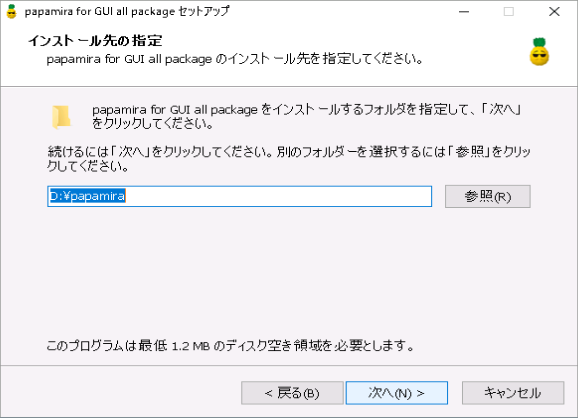 papamira for GUI all package セットアップ
インストール先の指定
papamira for GUI all package のインストール先を指定してください。
papamira for GUI all package をインストールするフォルダを指定して、「次へ」
をクリックしてください。
続けるには「次へ」をクリックしてください。別のフォルダーを選択するには「参照」をクリッ
クしてください。
D:¥papamira
参照(R)
このプログラムは最低 1.2 MB のディスク空き領域を必要とします。
< 戻る(B)
次へ(N) >
キャンセル